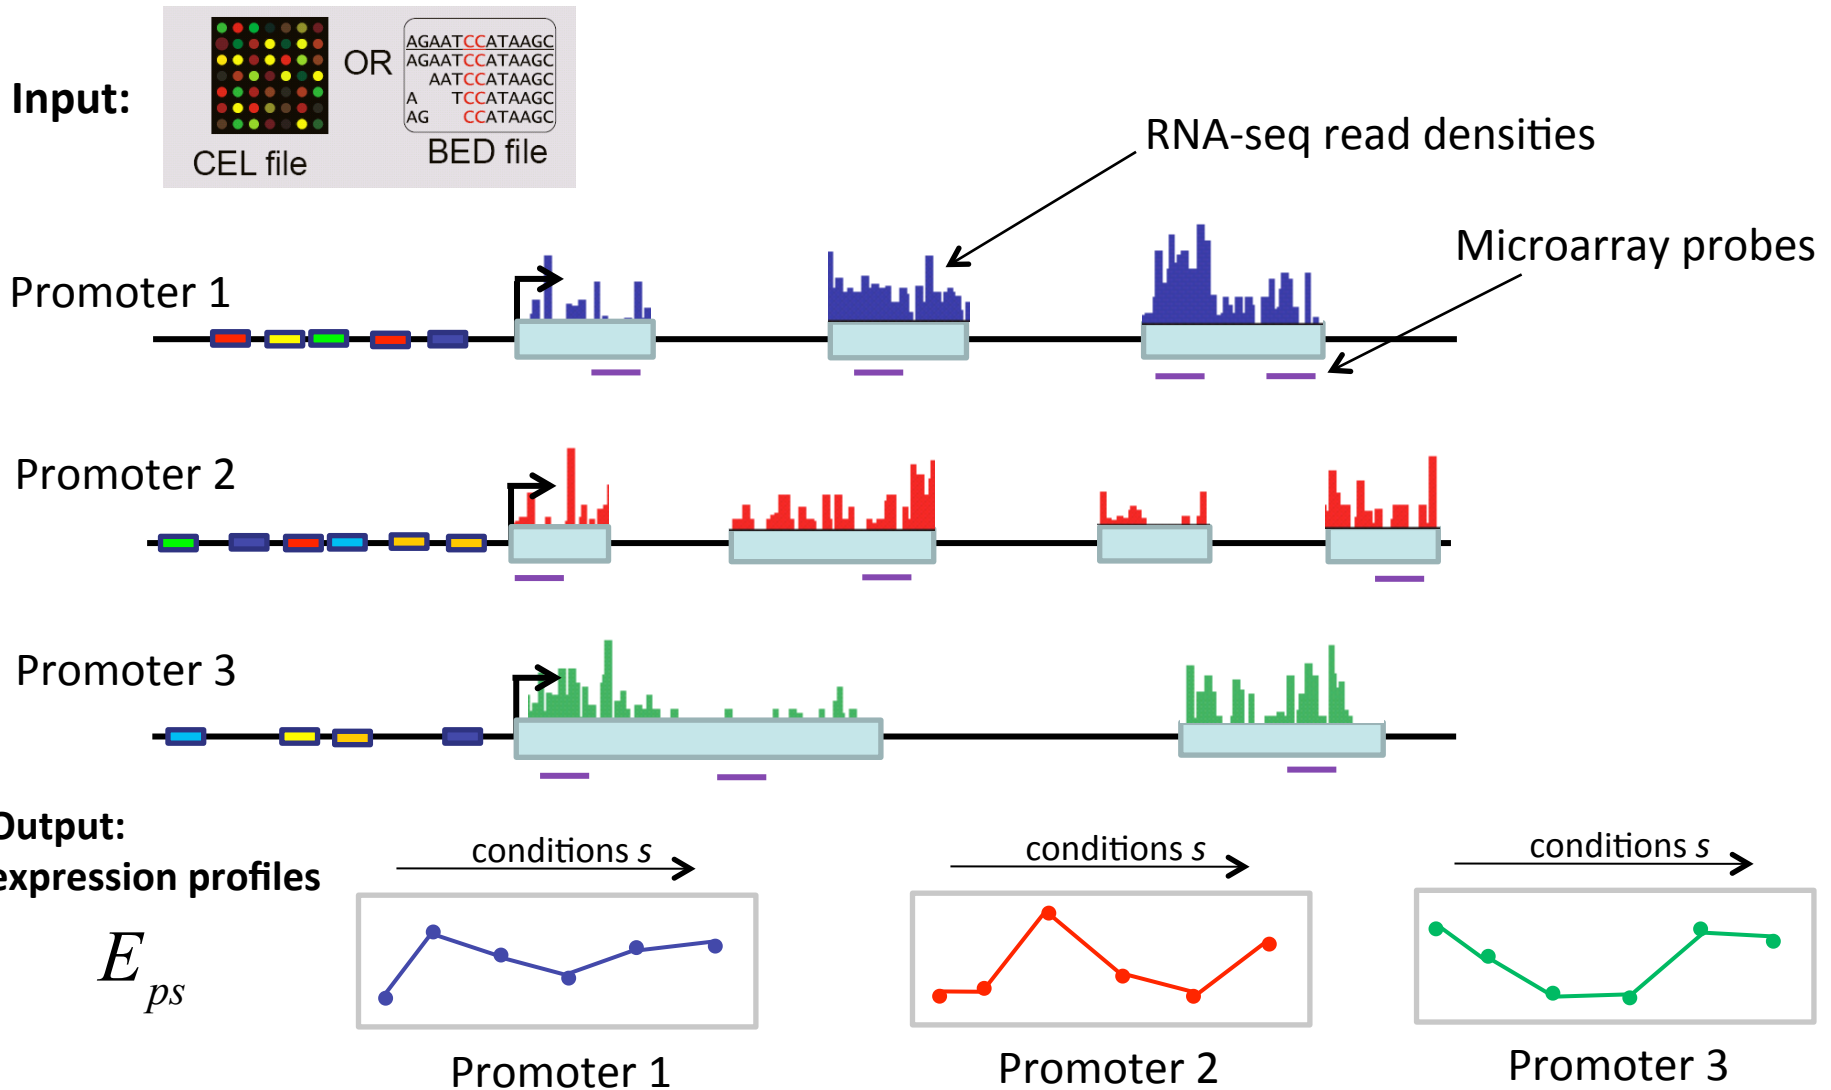 Input:
OR
AGAATCCATAAGC
AGAATCCATAAGC
AATCCATAAGC
A TCCATAAGC
AG CCATAAGC
CEL file
BED file
RNA-seq read densities
Microarray probes
Promoter 1
Promoter 2
Promoter 3
Output:
expression profiles
E ps
conditions s
conditions s
conditions s
Promoter 1
Promoter 2
Promoter 3